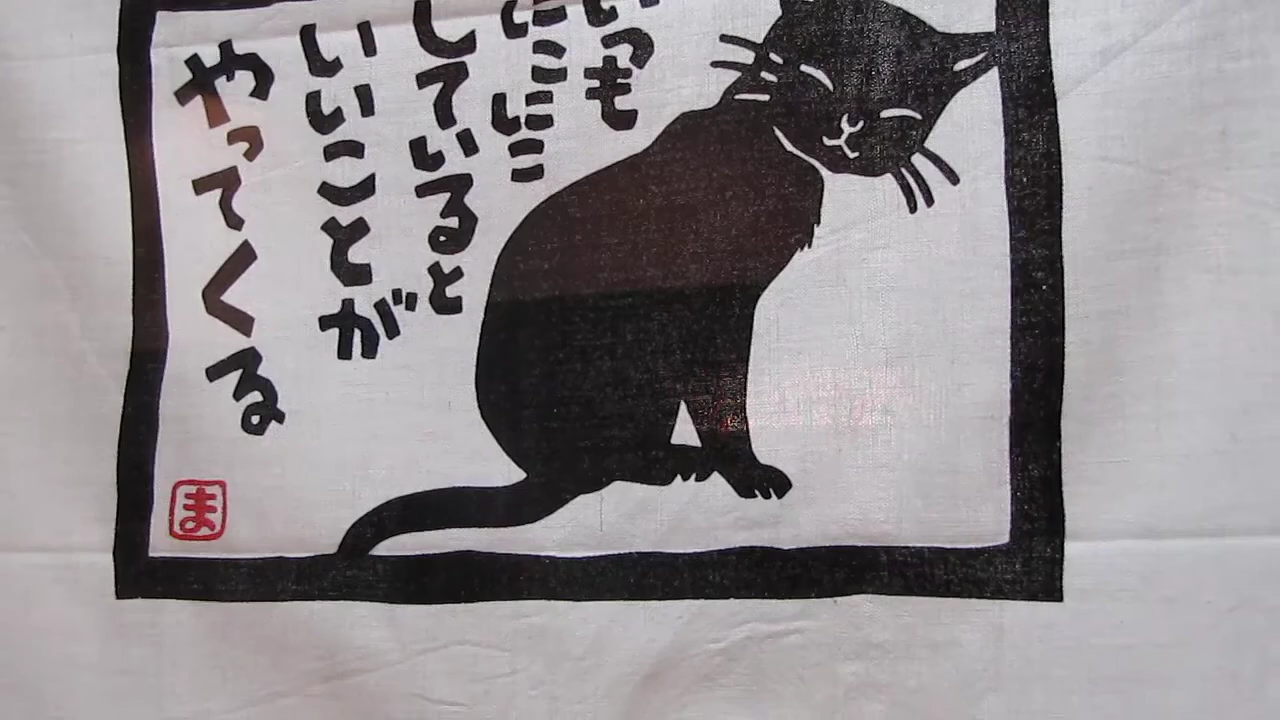 いつも
にこにこ
していると
いいことが
やってくる
ま